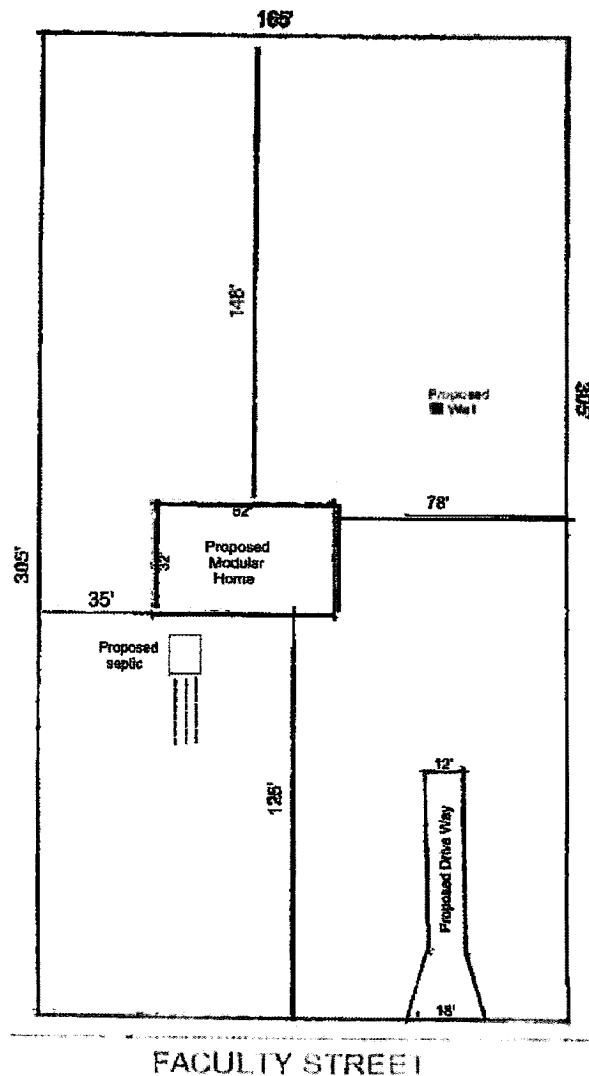 165'
148'
Proposed
Well
305'
52'
78'
Proposed
Modular
Home
32'
305'
35'
Proposed
septic
125'
12'
Proposed Drive Way
18'
FACULTY STREET